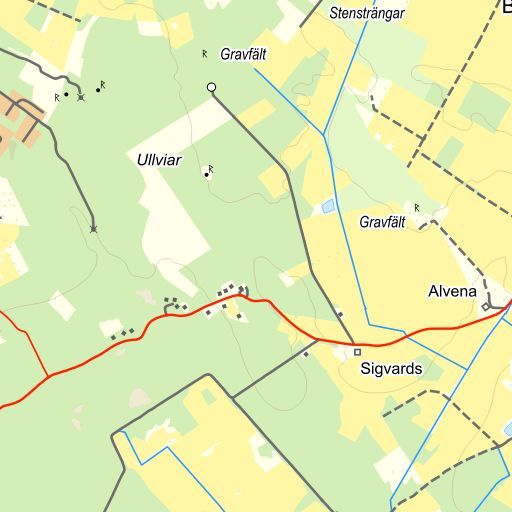 B
Stensträngar
Gravfält
Ullviar
Gravfält
Alvena
Sigvards